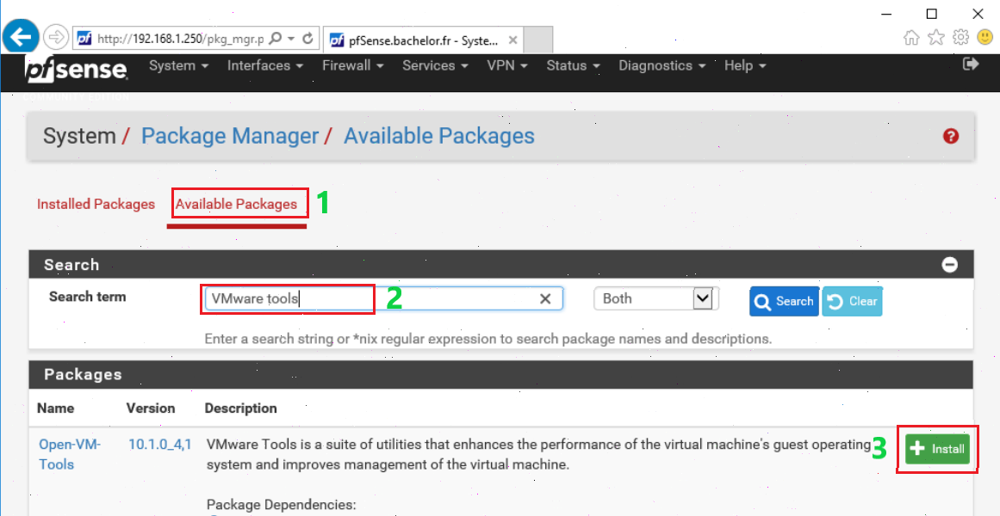 http://192.168.1.250/pkg_mgr.p
pfSense.bachelor.fr - Syste...
pfsense
COMMUNITY EDITION
System Interfaces Firewall Services VPN Status Diagnostics Help
System / Package Manager / Available Packages
Installed Packages Available Packages 1
Search
Search term VMware tools 2 Both Search Clear
Enter a search string or *nix regular expression to search package names and descriptions.
Packages
Name Version Description
Open-VM- 10.1.0_4,1 VMware Tools is a suite of utilities that enhances the performance of the virtual machine's guest operating 3 Install
Tools system and improves management of the virtual machine.
Package Dependencies: